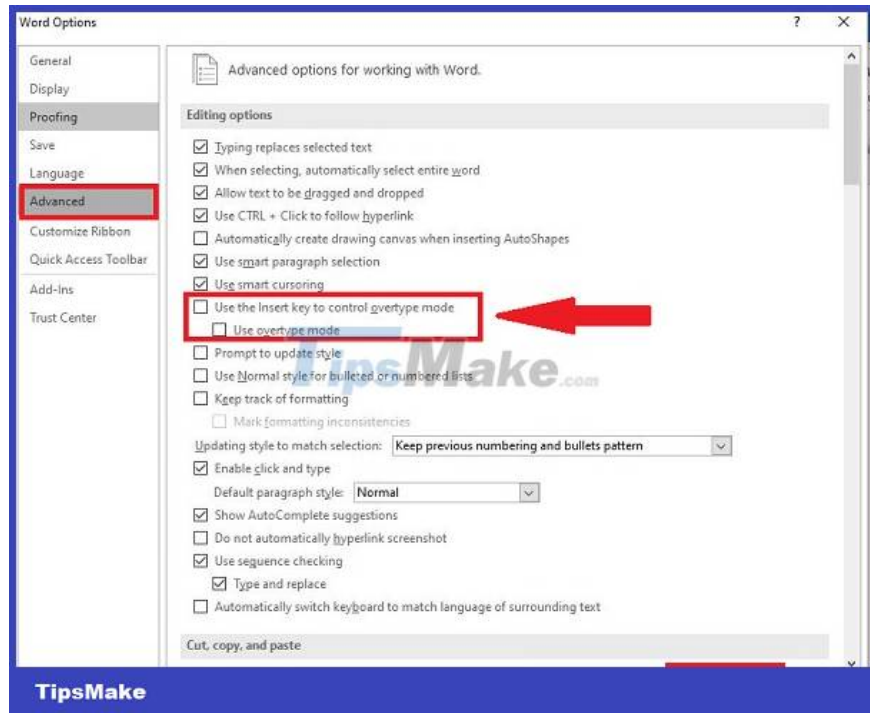 Word Options
?
General
Display
Proofing
Save
Language
Advanced
Customize Ribbon
Quick Access Toolbar
Add-Ins
Trust Center
Advanced options for working with Word.
Editing options
Typing replaces selected text
When selecting, automatically select entire word
Allow text to be dragged and dropped
Use CTRL + Click to follow hyperlink
Automatically create drawing canvas when inserting AutoShapes
Use smart paragraph selection
Use smart cursoring
Use the Insert key to control overtype mode
Use overtype mode
Prompt to update style
Use Normal style for bulleted or numbered lists
Keep track of formatting
Mark formatting inconsistencies
Updating style to match selection: Keep previous numbering and bullets pattern
Enable click and type
Default paragraph style: Normal
Show AutoComplete suggestions
Do not automatically hyperlink screenshot
Use sequence checking
Type and replace
Automatically switch keyboard to match language of surrounding text
Cut, copy, and paste
TipsMake.com
TipsMake